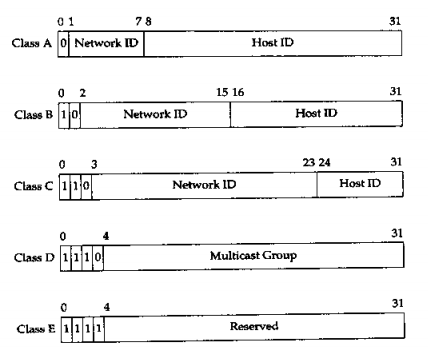 0 1 7 8 31
Class A 0 Network ID Host ID
0 2 15 16 31
Class B 1 0 Network ID Host ID
0 3 23 24 31
Class C 1 1 0 Network ID Host ID
0 4 31
Class D 1 1 1 0 Multicast Group
0 4 31
Class E 1 1 1 1 Reserved